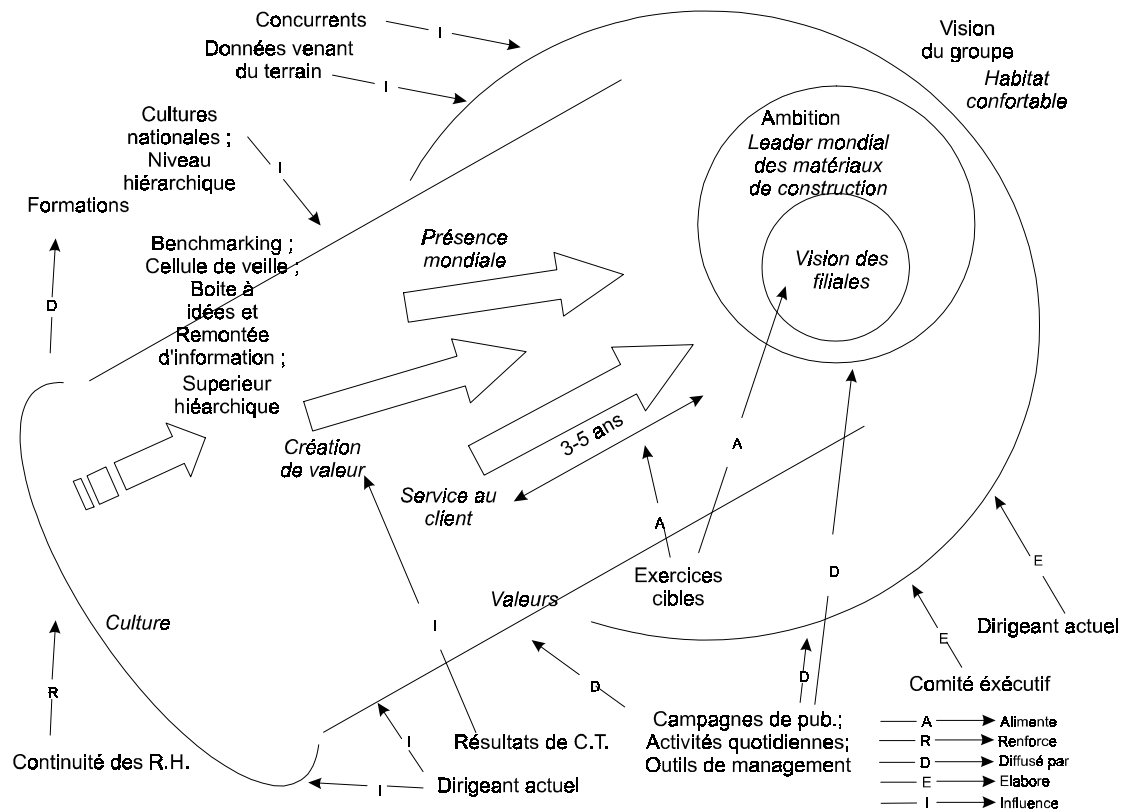 Concurrents
I
Données venant
du terrain
I
Vision
du groupe
Habitat
confortable
Cultures
nationales ;
Niveau
hiérarchique
I
Ambition
Leader mondial
des matériaux
de construction
Formations
D
Benchmarking ;
Cellule de veille ;
Boite à
idées et
Remontée
d'information ;
Superieur
hiéarchique
Présence
mondiale
Vision des
filiales
Création
de valeur
3-5 ans
Service au
client
A
A
Exercices
cibles
D
Culture
Valeurs
I
E
Dirigeant actuel
E
Comité éxécutif
R
Continuité des R.H.
D
D
Campagnes de pub.;
Activités quotidiennes;
Outils de management
Résultats de C.T.
I
I
Dirigeant actuel
A Alimente
R Renforce
D Diffusé par
E Elabore
I Influence